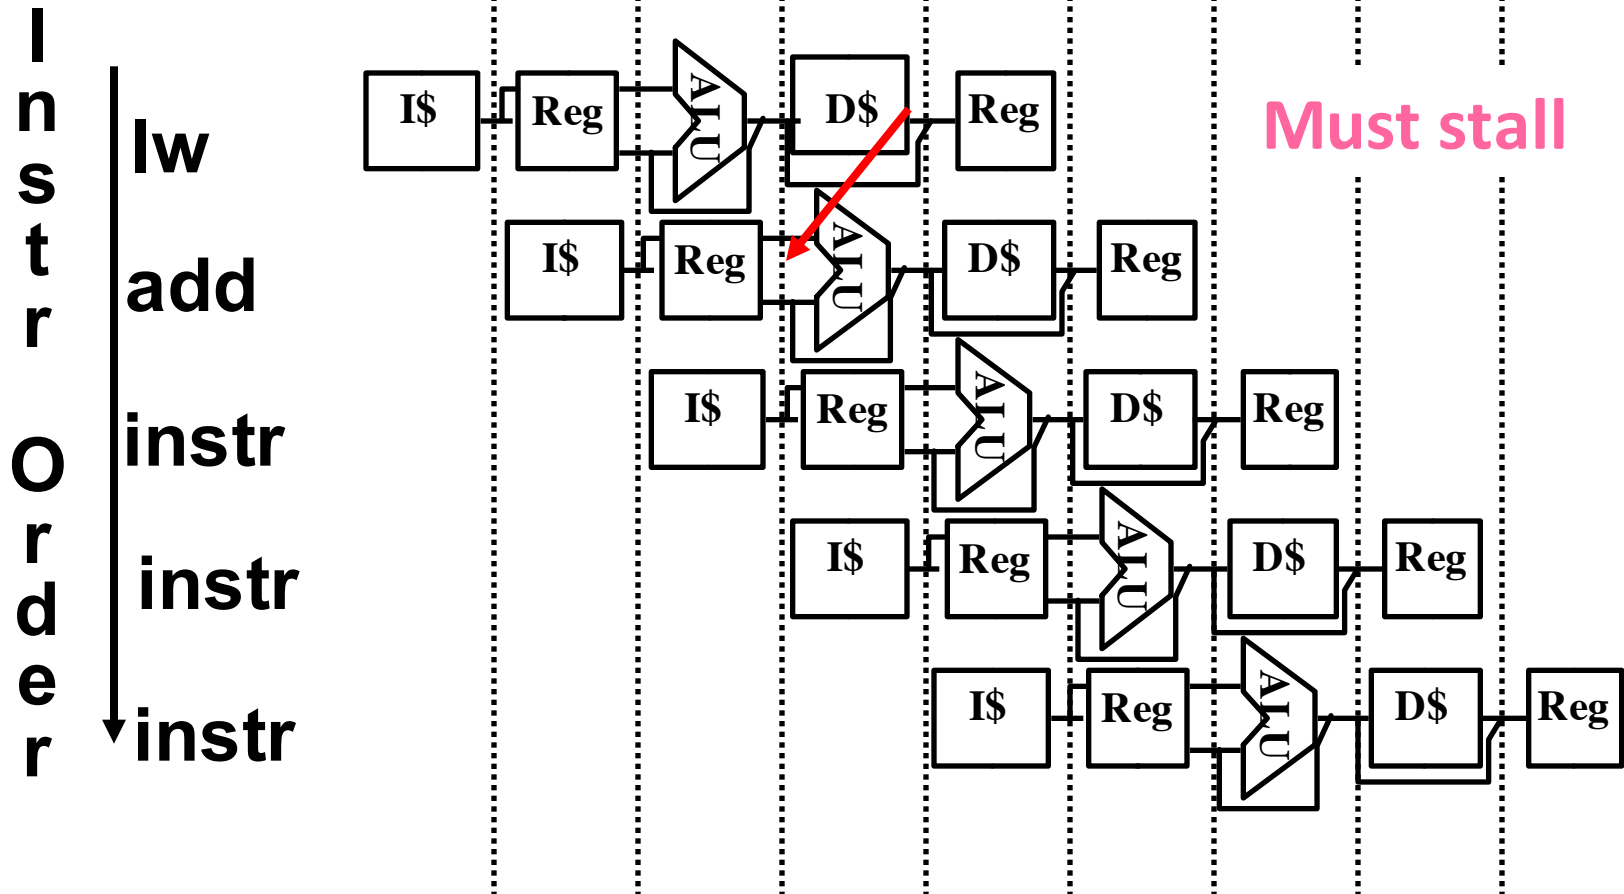 Instr Order
Must stall
lw
I$ Reg ALU D$ Reg
add
I$ Reg ALU D$ Reg
instr
I$ Reg ALU D$ Reg
instr
I$ Reg ALU D$ Reg
instr
I$ Reg ALU D$ Reg